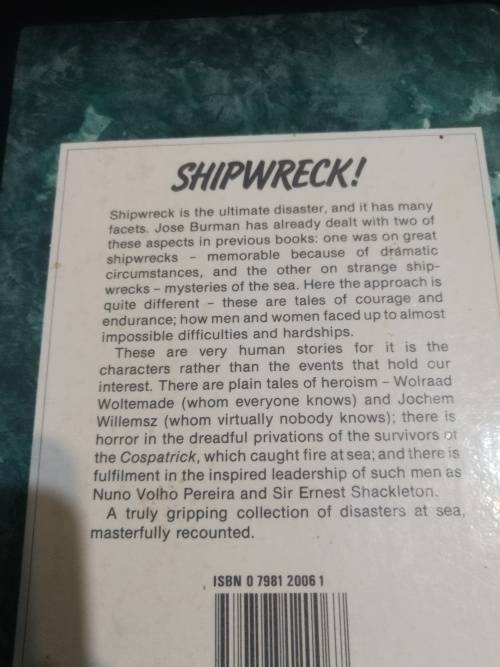 SHIPWRECK!
Shipwreck is the ultimate disaster, and it has many
facets. Jose Burman has already dealt with two of
these aspects in previous books: one was on great
shipwrecks – memorable because of dramatic
circumstances, and the other on strange ship-
wrecks – mysteries of the sea. Here the approach is
quite different – these are tales of courage and
endurance; how men and women faced up to almost
impossible difficulties and hardships.
These are very human stories for it is the
characters rather than the events that hold our
interest. There are plain tales of heroism – Wolraad
Woltemade (whom everyone knows) and Jochem
Willemsz (whom virtually nobody knows); there is
horror in the dreadful privations of the survivors of
the Cospatrick, which caught fire at sea; and there is
fulfilment in the inspired leadership of such men as
Nuno Volho Pereira and Sir Ernest Shackleton.
A truly gripping collection of disasters at sea,
masterfully recounted.
ISBN 0 7981 2006 1